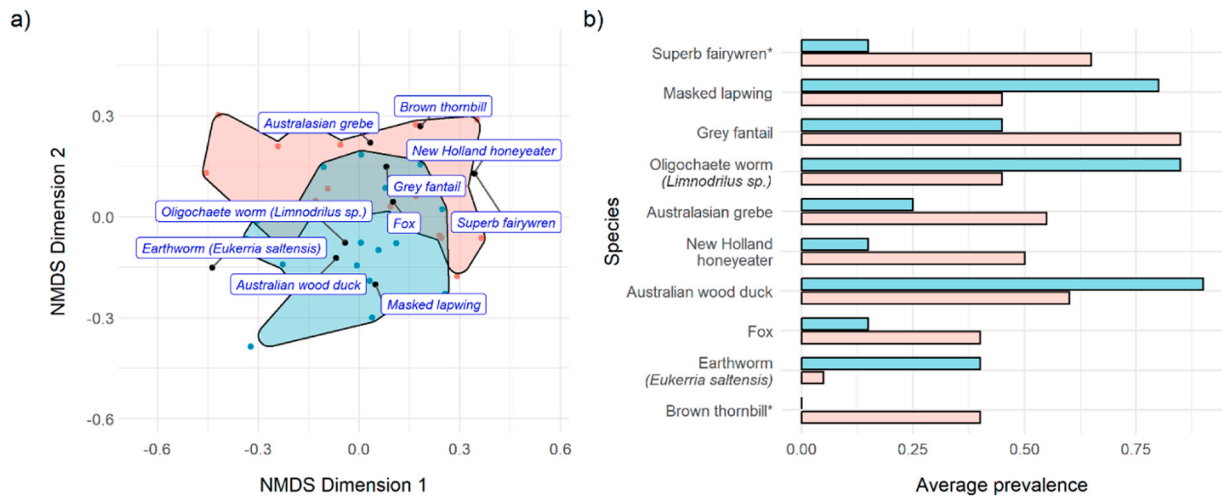 a)
NMDS Dimension 2
0.3
0.0
-0.3
-0.6
Brown thornbill
Australasian grebe
New Holland honeyeater
Grey fantail
Oligochaete worm (Limnodrilus sp.)
Fox
Superb fairywren
Earthworm (Eukerria saltensis)
Australian wood duck
Masked lapwing
-0.6
-0.3
0.0
0.3
0.6
NMDS Dimension 1
b)
Species
Superb fairywren*
Masked lapwing
Grey fantail
Oligochaete worm
(Limnodrilus sp.)
Australasian grebe
New Holland
honeyeater
Australian wood duck
Fox
Earthworm
(Eukerria saltensis)
Brown thornbill*
0.00
0.25
0.50
0.75
Average prevalence